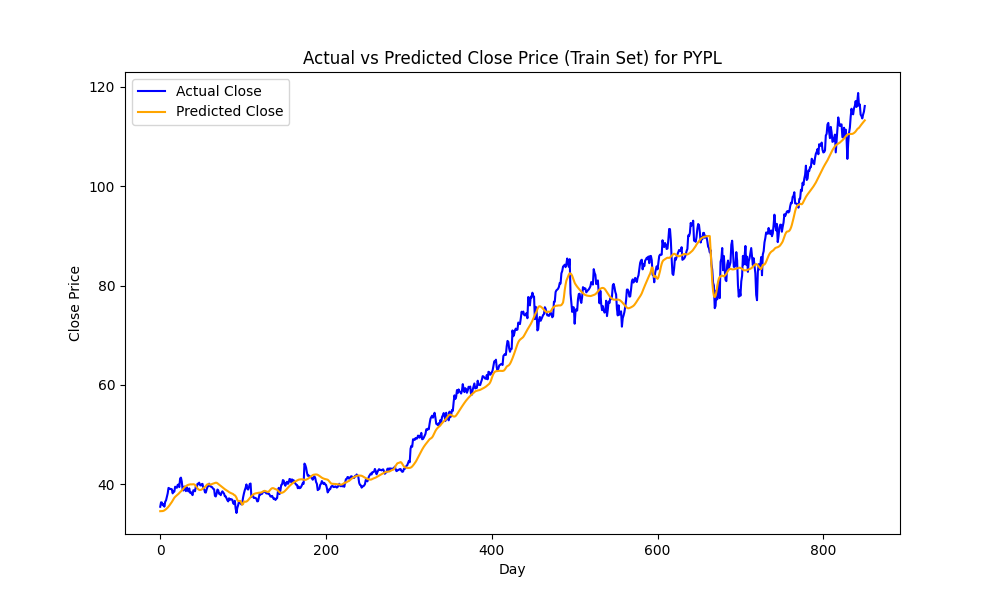 Actual vs Predicted Close Price (Train Set) for PYPL
Actual Close
Predicted Close
Close Price
120
100
80
60
40
0
200
400
600
800
Day